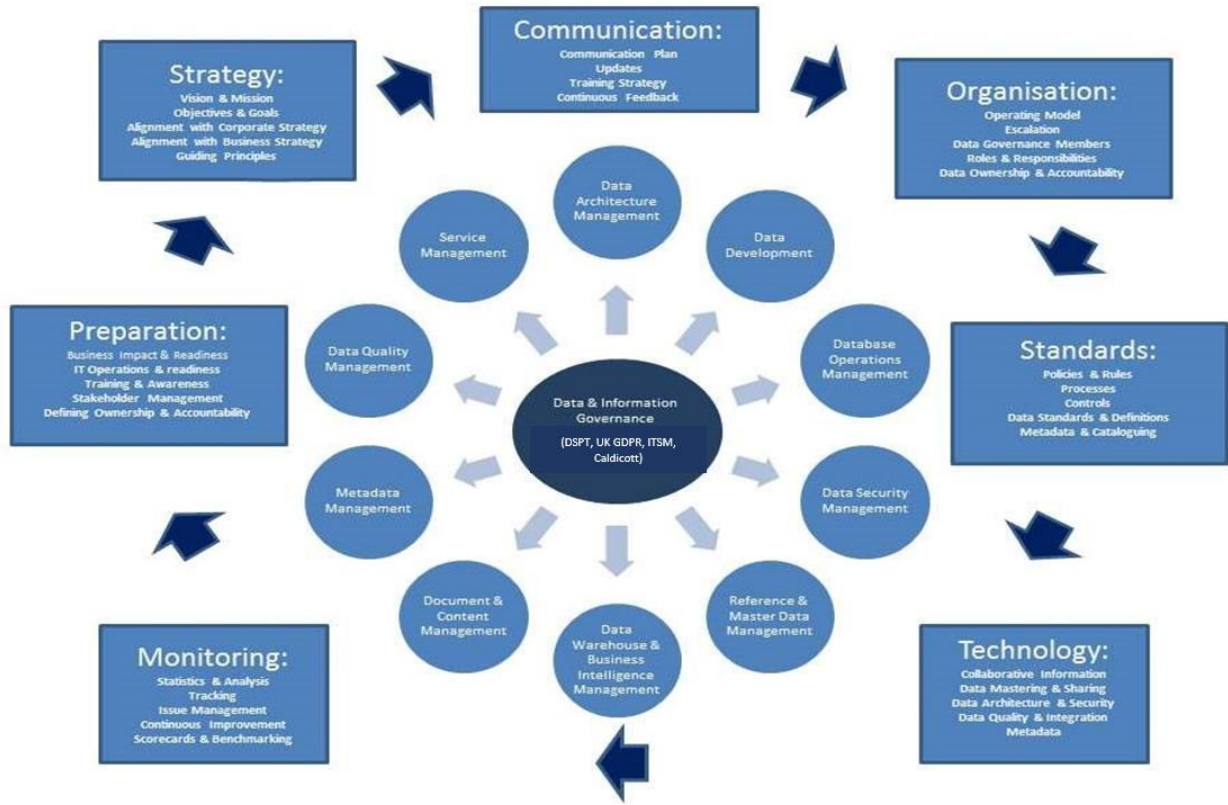 Communication:
Communication Plan
Updates
Training Strategy
Continuous Feedback
Strategy:
Vision & Mission
Objectives & Goals
Alignment with Corporate Strategy
Alignment with Business Strategy
Guiding Principles
Organisation:
Operating Model
Escalation
Data Governance Members
Roles & Responsibilities
Data Ownership & Accountability
Data
Architecture
Management
Service
Management
Data
Development
Preparation:
Business Impact & Readiness
IT Operations & readiness
Training & Awareness
Stakeholder Management
Defining Ownership & Accountability
Data Quality
Management
Database
Operations
Management
Standards:
Policies & Rules
Processes
Controls
Data Standards & Definitions
Metadata & Cataloguing
Data & Information
Governance
(DSPT, UK GDPR, ITSM,
Caldicott)
Metadata
Management
Data Security
Management
Document &
Content
Management
Data
Warehouse &
Business
Intelligence
Management
Reference &
Master Data
Management
Monitoring:
Statistics & Analysis
Tracking
Issue Management
Continuous Improvement
Scorecards & Benchmarking
Technology:
Collaborative Information
Data Mastering & Sharing
Data Architecture & Security
Data Quality & Integration
Metadata